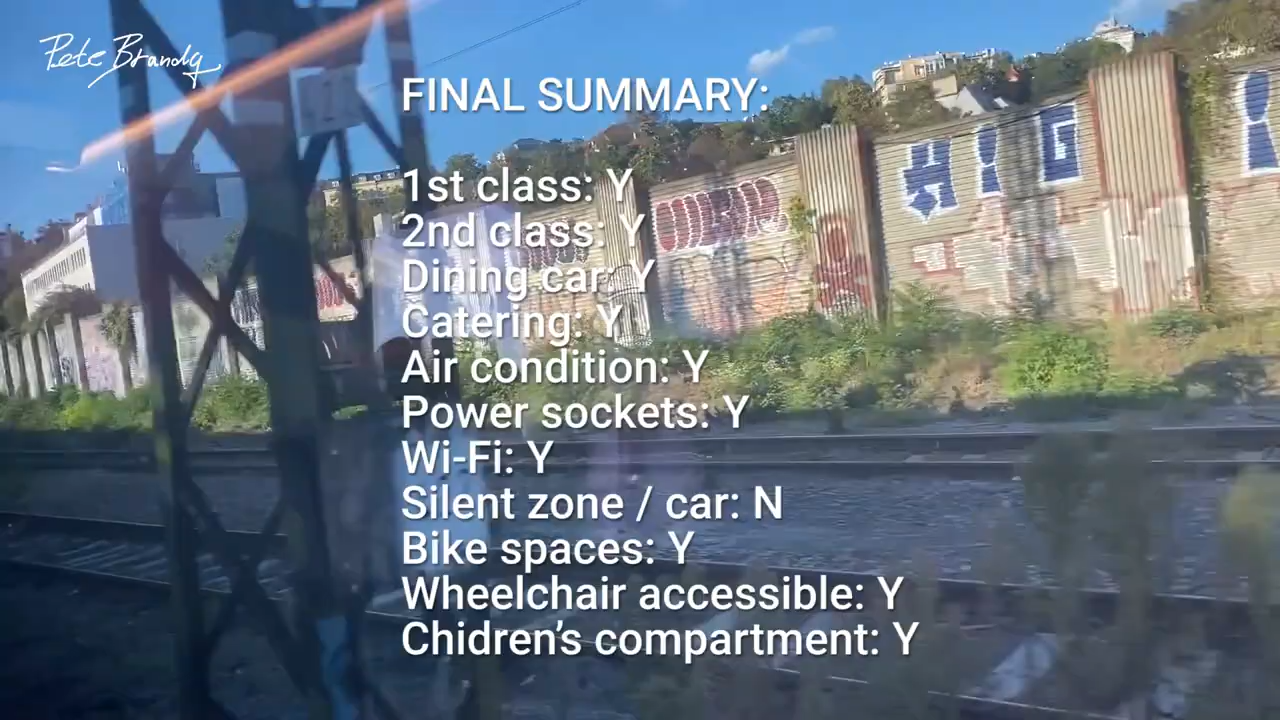 Pete Brandy
FINAL SUMMARY:
1st class: Y
2nd class: Y
Dining car: Y
Catering: Y
Air condition: Y
Power sockets: Y
Wi-Fi: Y
Silent zone / car: N
Bike spaces: Y
Wheelchair accessible: Y
Chidren's compartment: Y